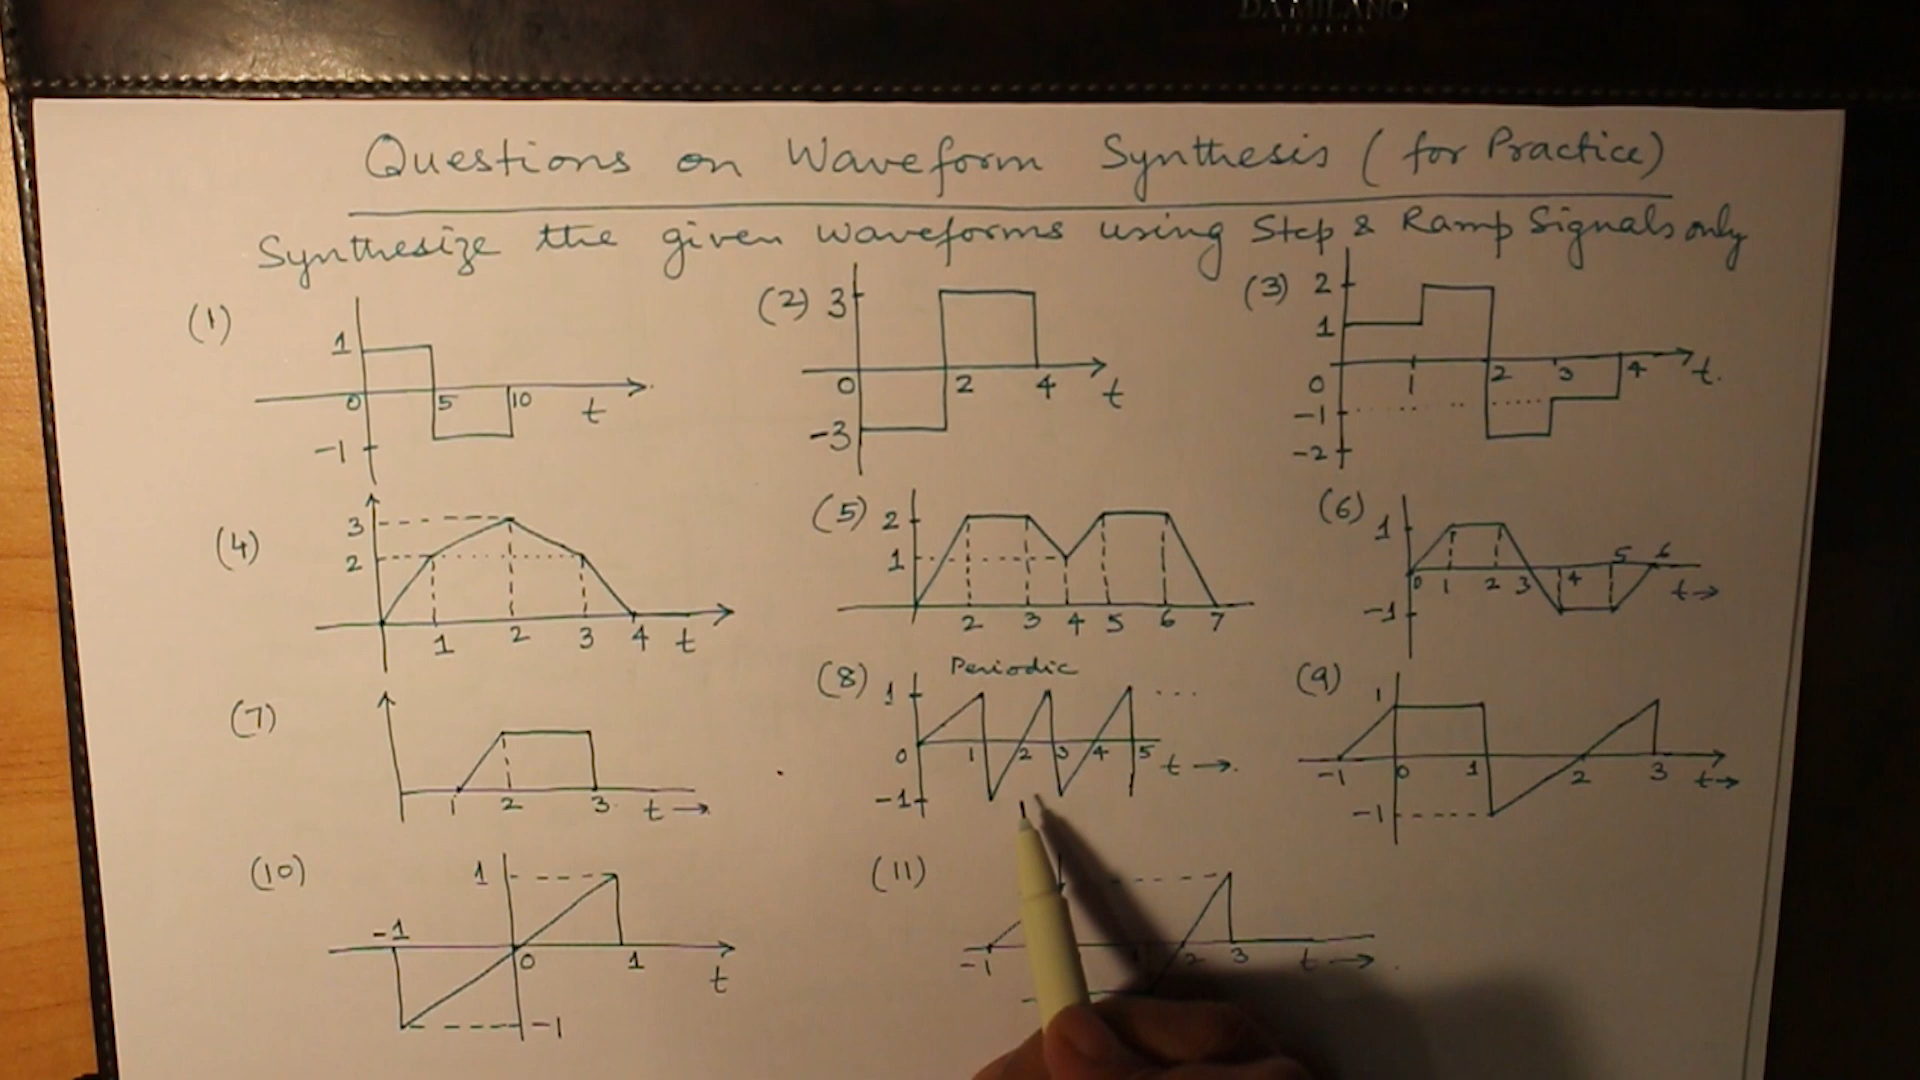 DAMILANO
ITALIA
Questions on Waveform Synthesis (for Practice)
Synthesize the given waveforms using Step & Ramp Signals only
(1)
1
0 5 10 t
-1
(2) 3
0 2 4 t
-3
(3) 2
1
0 1 2 3 4 t.
-1
-2
(4) 3
2
1 2 3 4 t
(5) 2
1
2 3 4 5 6 7
(6) 1
0 1 2 3 4 5 6 t→
-1
(7)
1 2 3 t→
(8) Periodic
1 ...
0 1 2 3 4 5 t→
-1
(9) 1
-1 0 1 2 3 t→
-1
(10) 1
-1 0 1 t
-1
(11)
-1 2 3 t→